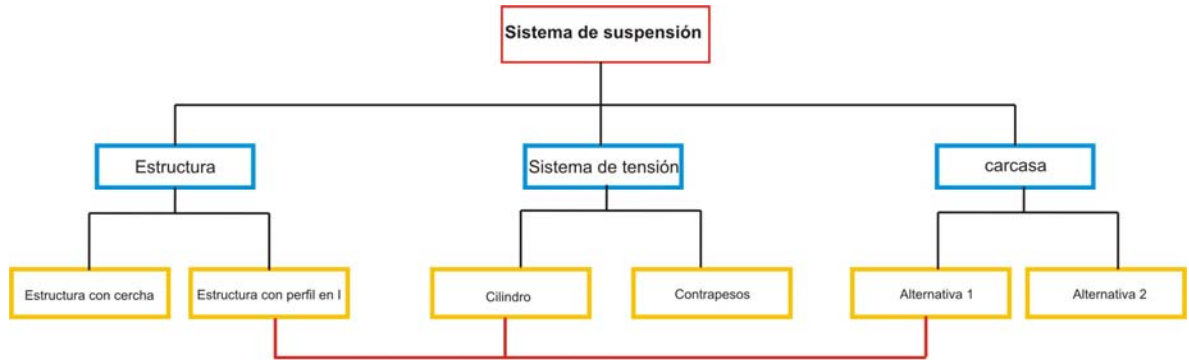 Sistema de suspensión
Estructura
Sistema de tensión
carcasa
Estructura con cercha
Estructura con perfil en I
Cilindro
Contrapesos
Alternativa 1
Alternativa 2